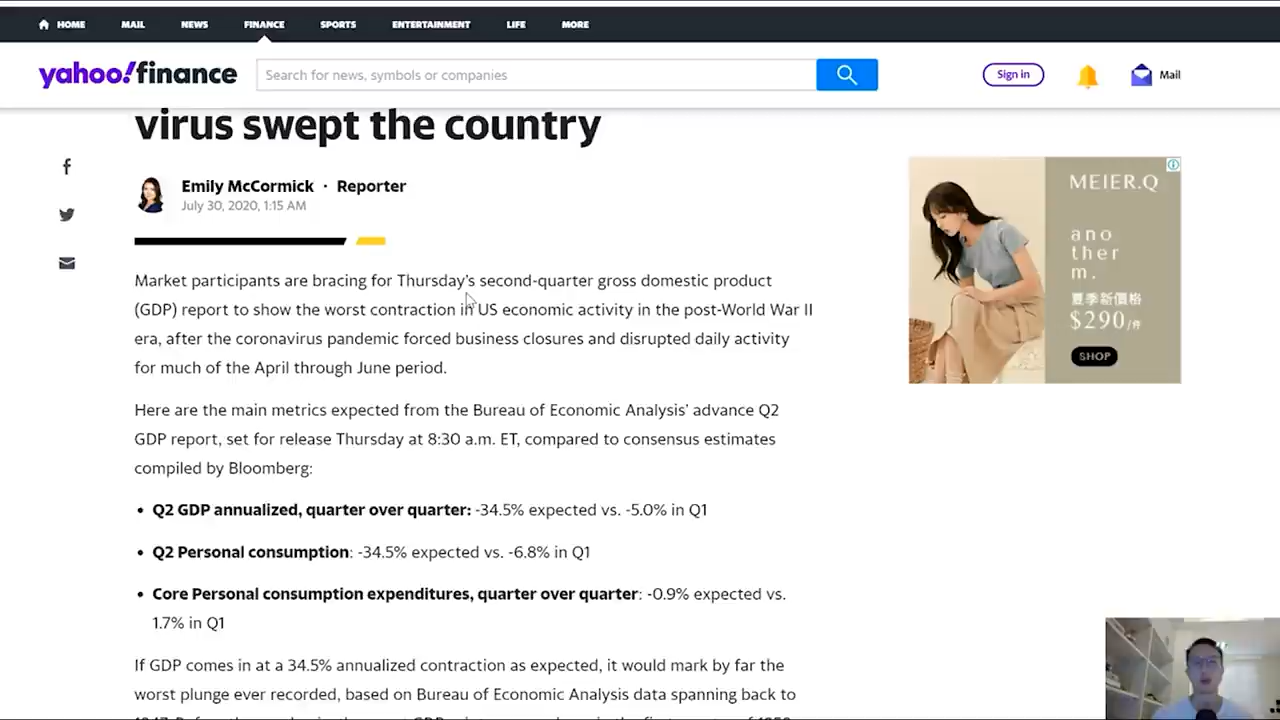 HOME MAIL NEWS FINANCE SPORTS ENTERTAINMENT LIFE MORE
yahoo!finance
Search for news, symbols or companies
Sign in
Mail
virus swept the country
Emily McCormick · Reporter
July 30, 2020, 1:15 AM
Market participants are bracing for Thursday's second-quarter gross domestic product
(GDP) report to show the worst contraction in US economic activity in the post-World War II
era, after the coronavirus pandemic forced business closures and disrupted daily activity
for much of the April through June period.
Here are the main metrics expected from the Bureau of Economic Analysis' advance Q2
GDP report, set for release Thursday at 8:30 a.m. ET, compared to consensus estimates
compiled by Bloomberg:
• Q2 GDP annualized, quarter over quarter: -34.5% expected vs. -5.0% in Q1
• Q2 Personal consumption: -34.5% expected vs. -6.8% in Q1
• Core Personal consumption expenditures, quarter over quarter: -0.9% expected vs.
1.7% in Q1
If GDP comes in at a 34.5% annualized contraction as expected, it would mark by far the
worst plunge ever recorded, based on Bureau of Economic Analysis data spanning back to
MEIER.Q
ano
ther
m.
夏季新價格
$290/件
SHOP